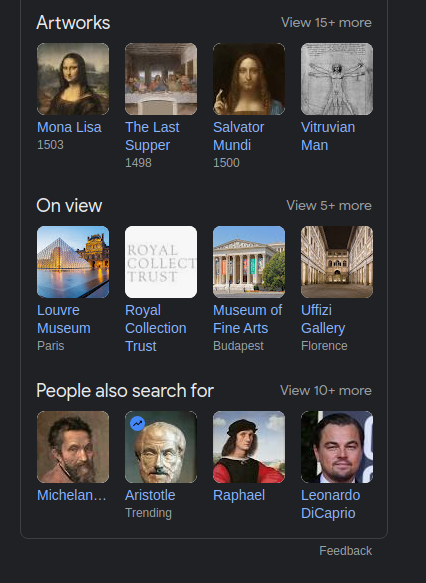 Artworks View 15+ more
Mona Lisa
1503
The Last
Supper
1498
Salvator
Mundi
1500
Vitruvian
Man
On view View 5+ more
ROYAL
COLLECT
TRUST
Louvre
Museum
Paris
Royal
Collection
Trust
Museum of
Fine Arts
Budapest
Uffizi
Gallery
Florence
People also search for View 10+ more
Michelan...
Aristotle
Trending
Raphael
Leonardo
DiCaprio
Feedback